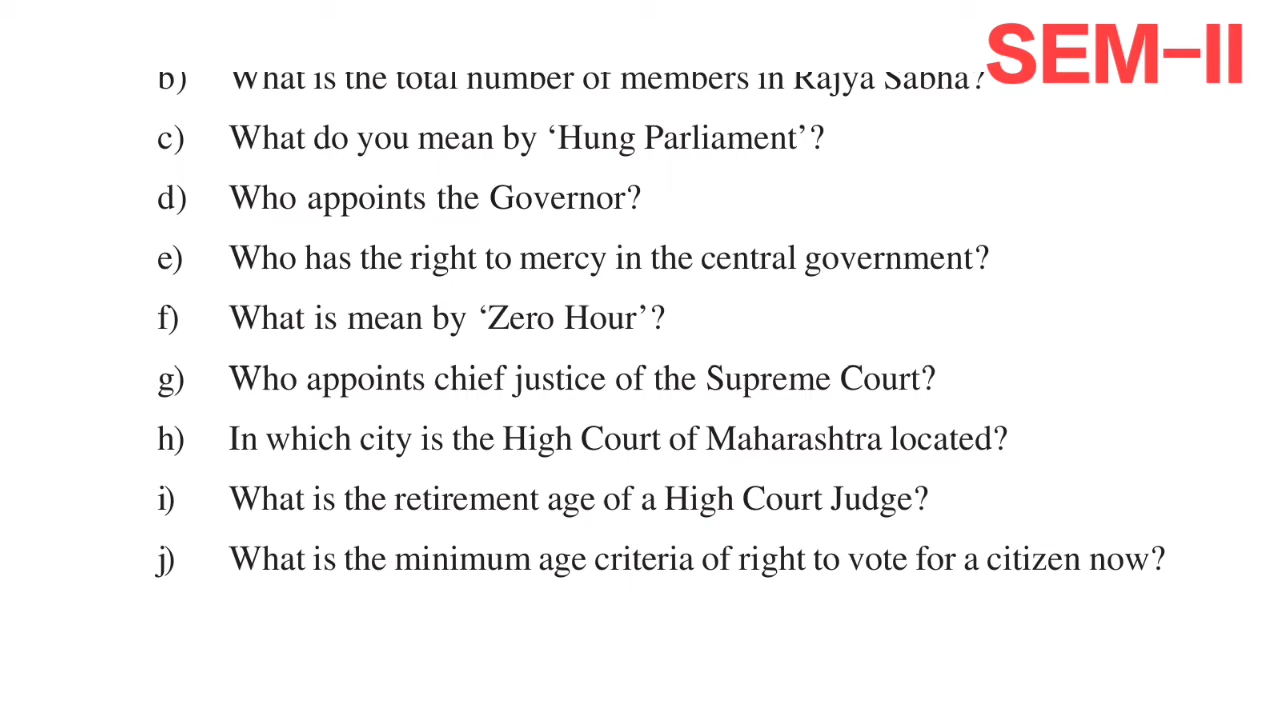 SEM-II
b) What is the total number of members in Rajya Sabha?
c) What do you mean by ‘Hung Parliament’?
d) Who appoints the Governor?
e) Who has the right to mercy in the central government?
f) What is mean by ‘Zero Hour’?
g) Who appoints chief justice of the Supreme Court?
h) In which city is the High Court of Maharashtra located?
i) What is the retirement age of a High Court Judge?
j) What is the minimum age criteria of right to vote for a citizen now?